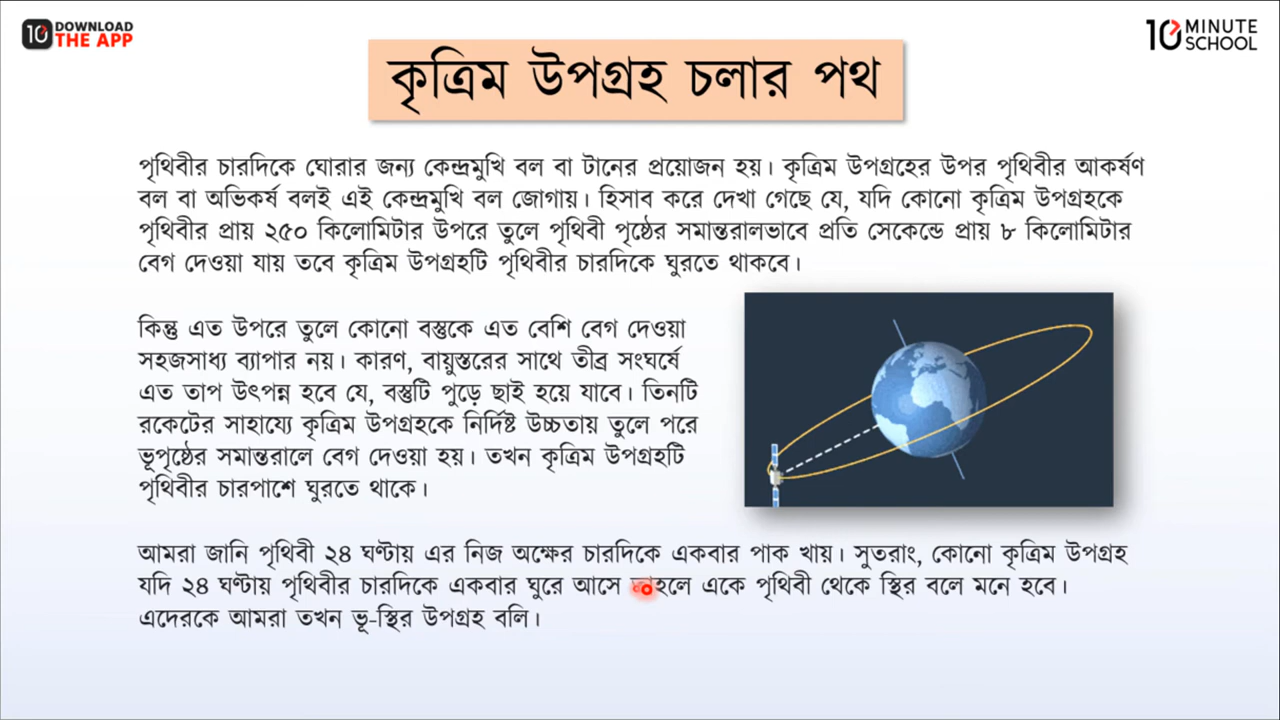 10 DOWNLOAD
THE APP
10 MINUTE
SCHOOL
কৃত্রিম উপগ্রহ চলার পথ
পৃথিবীর চারদিকে ঘোরার জন্য কেন্দ্রমুখি বল বা টানের প্রয়োজন হয়। কৃত্রিম উপগ্রহের উপর পৃথিবীর আকর্ষণ
বল বা অভিকর্ষ বলই এই কেন্দ্রমুখি বল জোগায়। হিসাব করে দেখা গেছে যে, যদি কোনো কৃত্রিম উপগ্রহকে
পৃথিবীর প্রায় ২৫০ কিলোমিটার উপরে তুলে পৃথিবী পৃষ্ঠের সমান্তরালভাবে প্রতি সেকেন্ডে প্রায় ৮ কিলোমিটার
বেগ দেওয়া যায় তবে কৃত্রিম উপগ্রহটি পৃথিবীর চারদিকে ঘুরতে থাকবে।
কিন্তু এত উপরে তুলে কোনো বস্তুকে এত বেশি বেগ দেওয়া
সহজসাধ্য ব্যাপার নয়। কারণ, বায়ুস্তরের সাথে তীব্র সংঘর্ষে
এত তাপ উৎপন্ন হবে যে, বস্তুটি পুড়ে ছাই হয়ে যাবে। তিনটি
রকেটের সাহায্যে কৃত্রিম উপগ্রহকে নির্দিষ্ট উচ্চতায় তুলে পরে
ভূপৃষ্ঠের সমান্তরালে বেগ দেওয়া হয়। তখন কৃত্রিম উপগ্রহটি
পৃথিবীর চারপাশে ঘুরতে থাকে।
আমরা জানি পৃথিবী ২৪ ঘণ্টায় এর নিজ অক্ষের চারদিকে একবার পাক খায়। সুতরাং, কোনো কৃত্রিম উপগ্রহ
যদি ২৪ ঘণ্টায় পৃথিবীর চারদিকে একবার ঘুরে আসে তাহলে একে পৃথিবী থেকে স্থির বলে মনে হবে।
এদেরকে আমরা তখন ভূ-স্থির উপগ্রহ বলি।